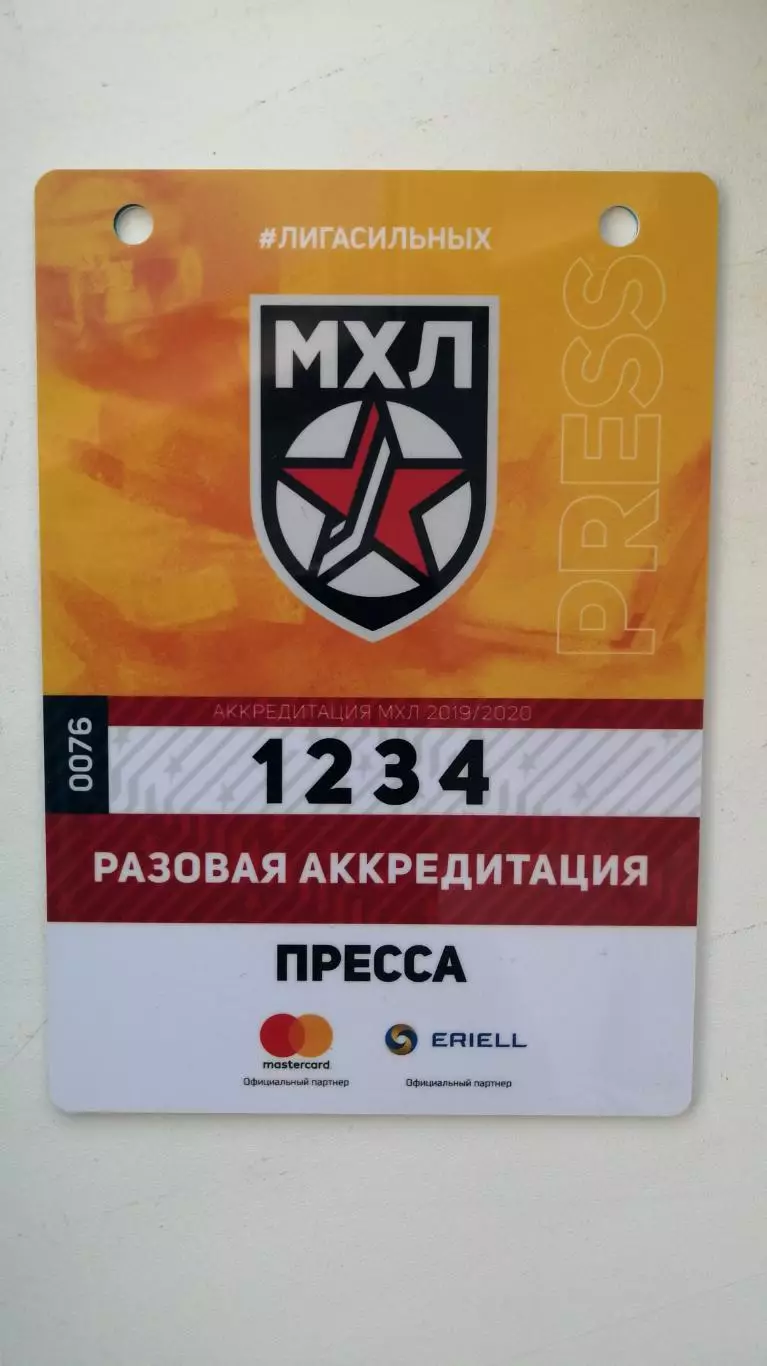 #ЛИГАСИЛЬНЫХ
МХЛ
PRESS
АККРЕДИТАЦИЯ МХЛ 2019/2020
0076
1234
РАЗОВАЯ АККРЕДИТАЦИЯ
ПРЕССА
mastercard
Официальный партнер
ERIELL
Официальный партнер